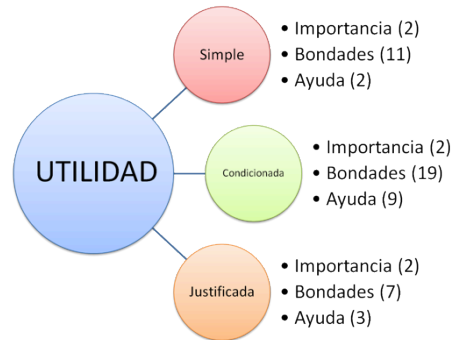 UTILIDAD
Simple
• Importancia (2)
• Bondades (11)
• Ayuda (2)
Condicionada
• Importancia (2)
• Bondades (19)
• Ayuda (9)
Justificada
• Importancia (2)
• Bondades (7)
• Ayuda (3)